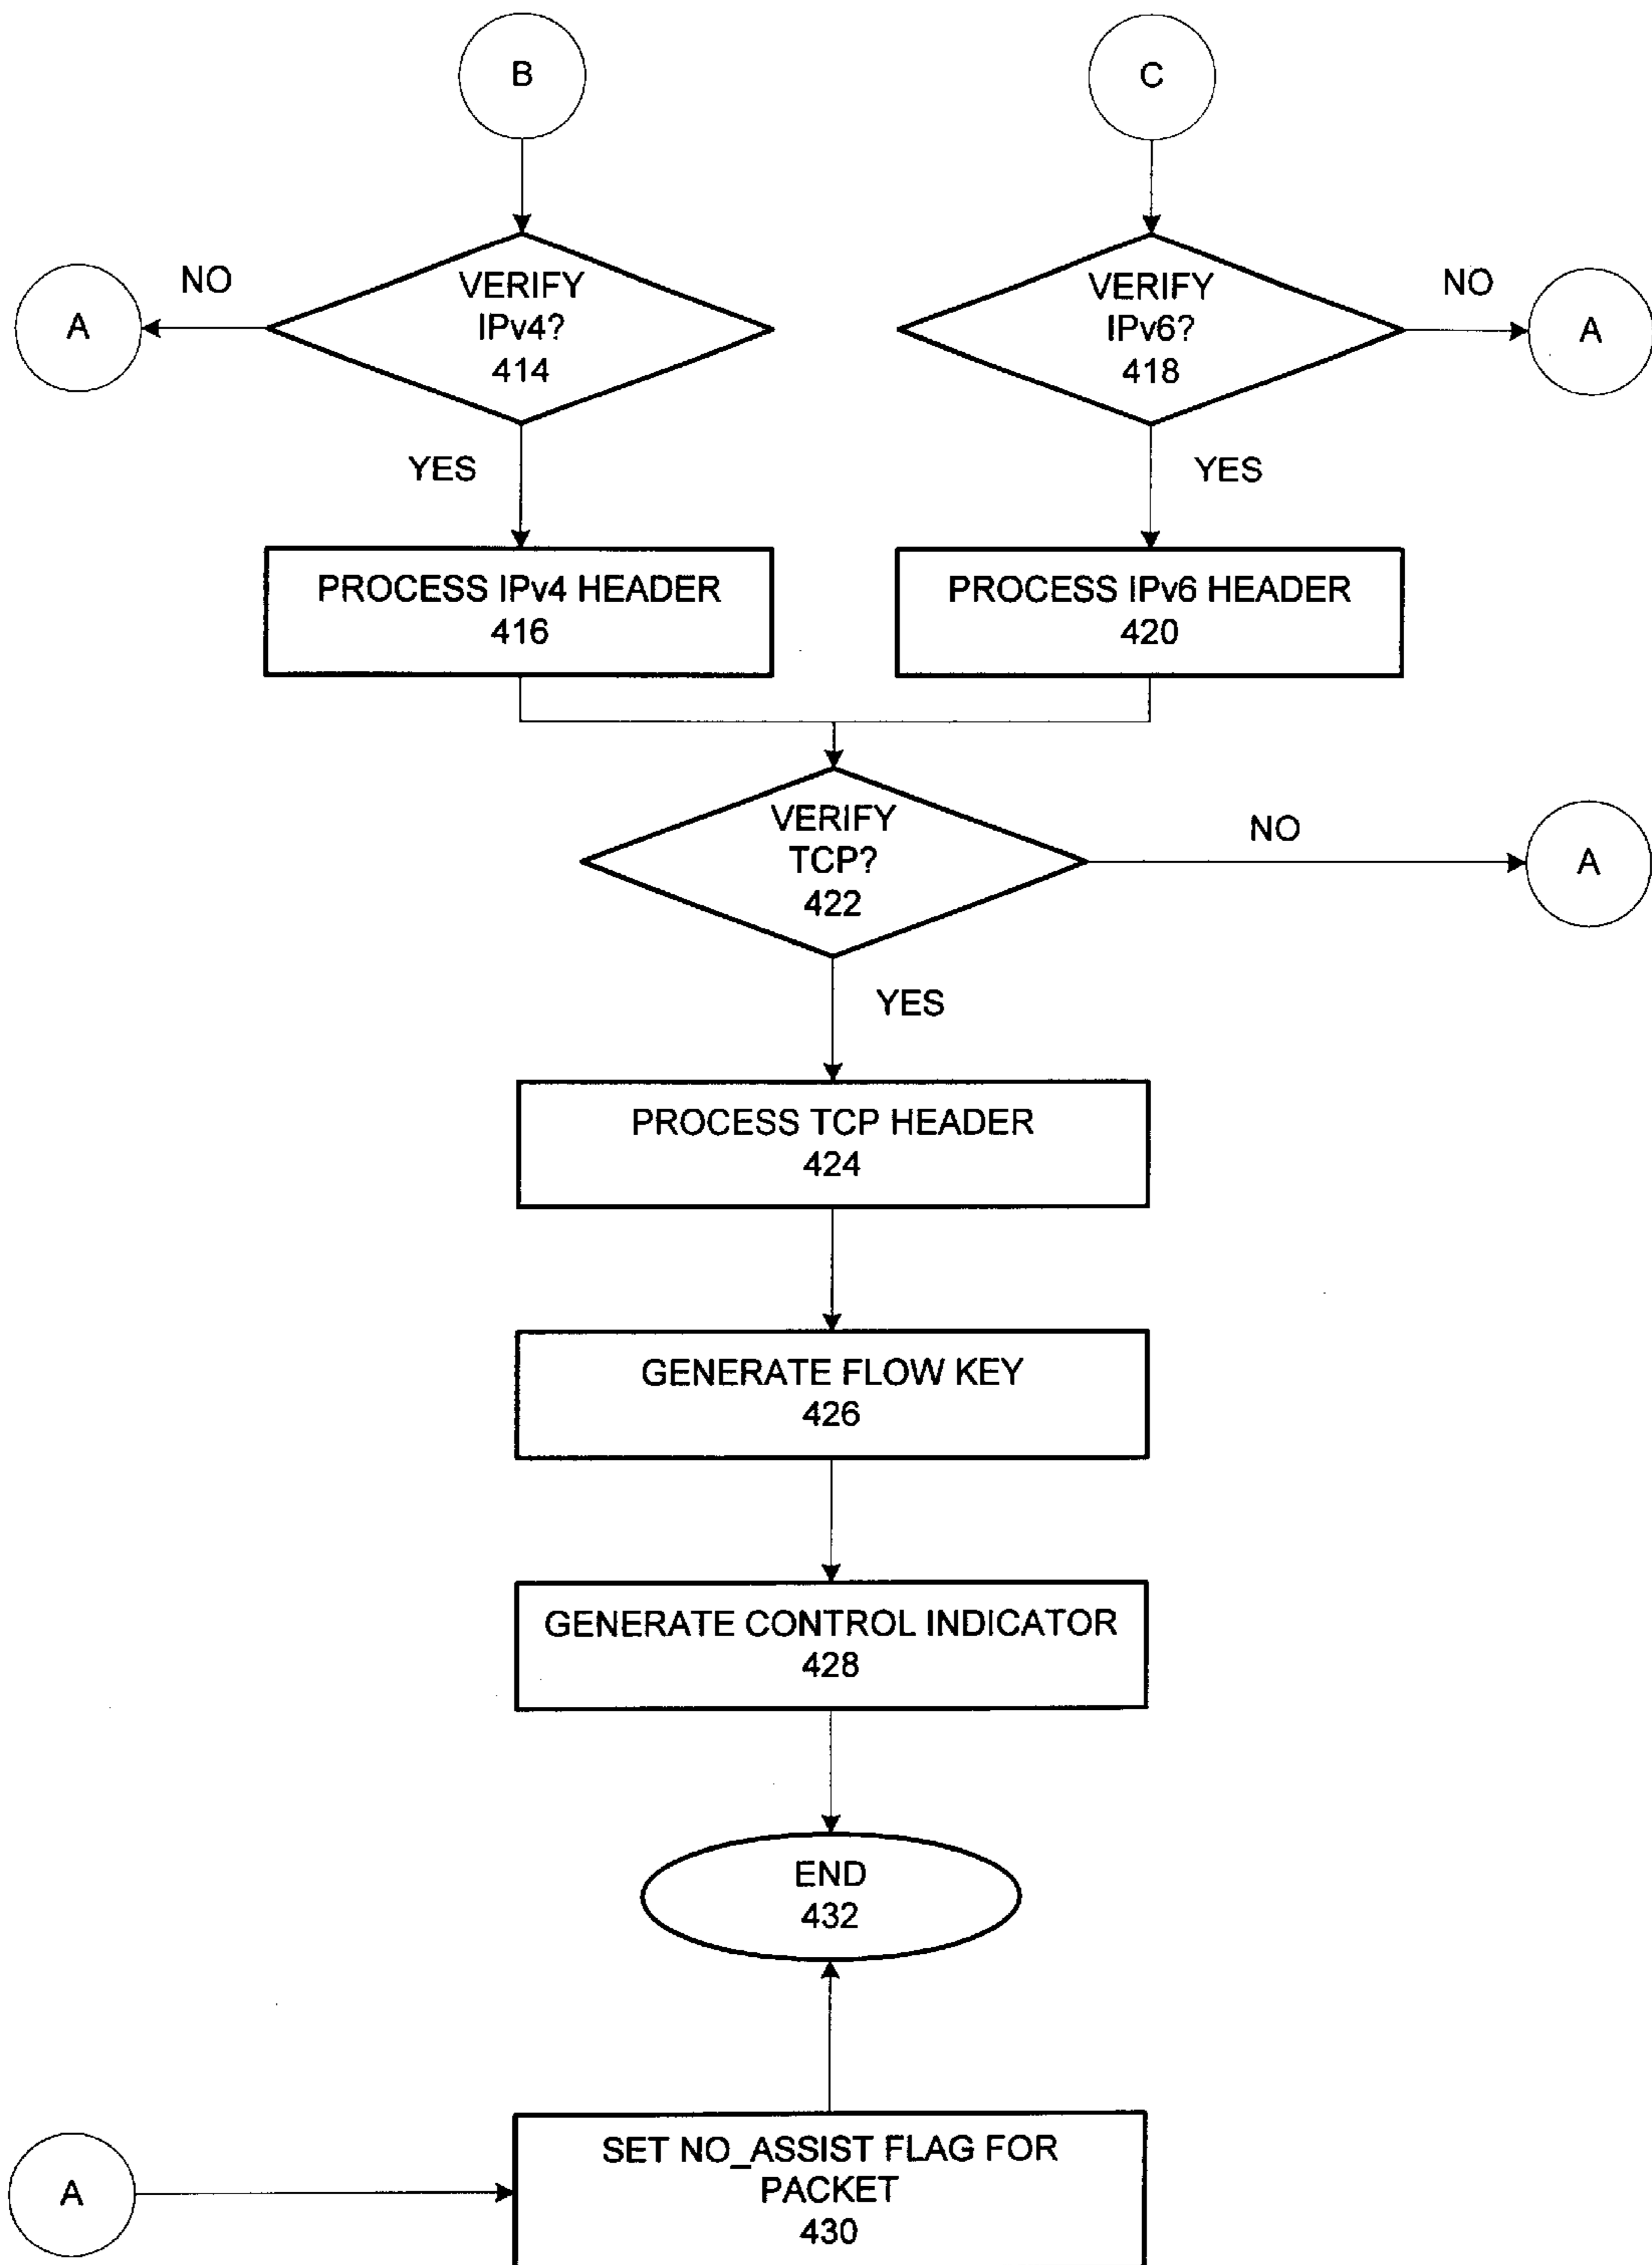 B
C
VERIFY
IPv4?
414
NO
A
VERIFY
IPv6?
418
NO
A
YES
YES
PROCESS IPv4 HEADER
416
PROCESS IPv6 HEADER
420
VERIFY
TCP?
422
NO
A
YES
PROCESS TCP HEADER
424
GENERATE FLOW KEY
426
GENERATE CONTROL INDICATOR
428
END
432
A
SET NO_ASSIST FLAG FOR
PACKET
430